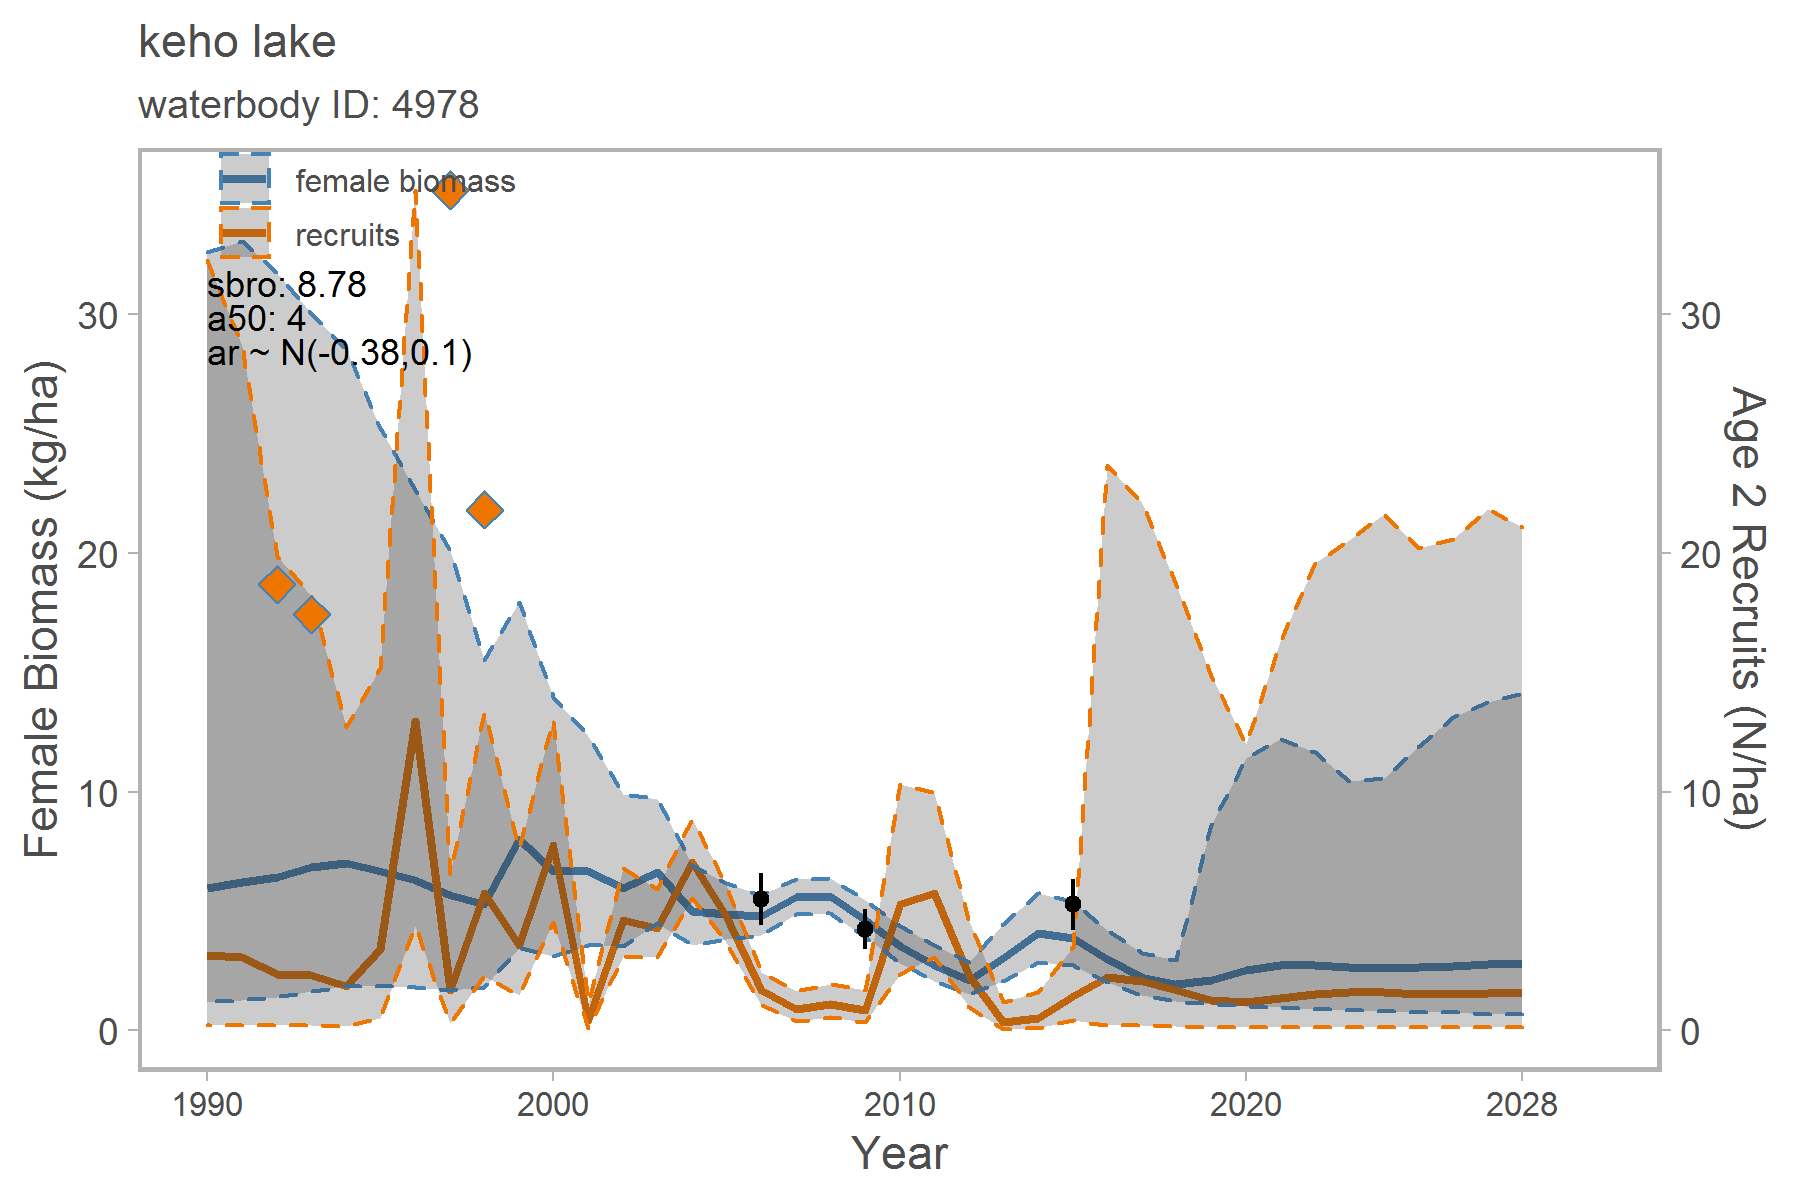 keho lake
waterbody ID: 4978
female biomass
recruits
sbro: 8.78
a50: 4
ar ~ N(-0.38,0.1)
Female Biomass (kg/ha)
30
20
10
0
30
20
10
0
Age 2 Recruits (N/ha)
1990
2000
2010
2020
2028
Year